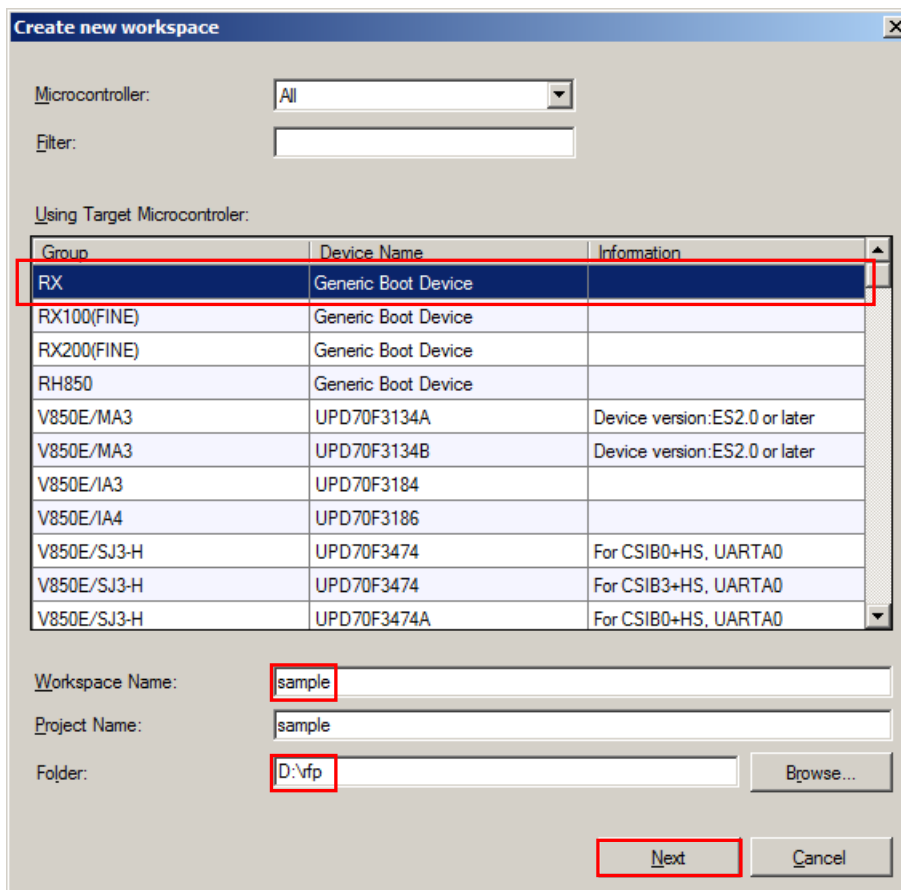 Create new workspace
Microcontroller: All
Filter:
Using Target Microcontroler:
Group Device Name Information
RX Generic Boot Device
RX100(FINE) Generic Boot Device
RX200(FINE) Generic Boot Device
RH850 Generic Boot Device
V850E/MA3 UPD70F3134A Device version:ES2.0 or later
V850E/MA3 UPD70F3134B Device version:ES2.0 or later
V850E/IA3 UPD70F3184
V850E/IA4 UPD70F3186
V850E/SJ3-H UPD70F3474 For CSIB0+HS, UARTA0
V850E/SJ3-H UPD70F3474 For CSIB3+HS, UARTA0
V850E/SJ3-H UPD70F3474A For CSIB0+HS, UARTA0
Workspace Name: sample
Project Name: sample
Folder: D:\rfp Browse...
Next Cancel